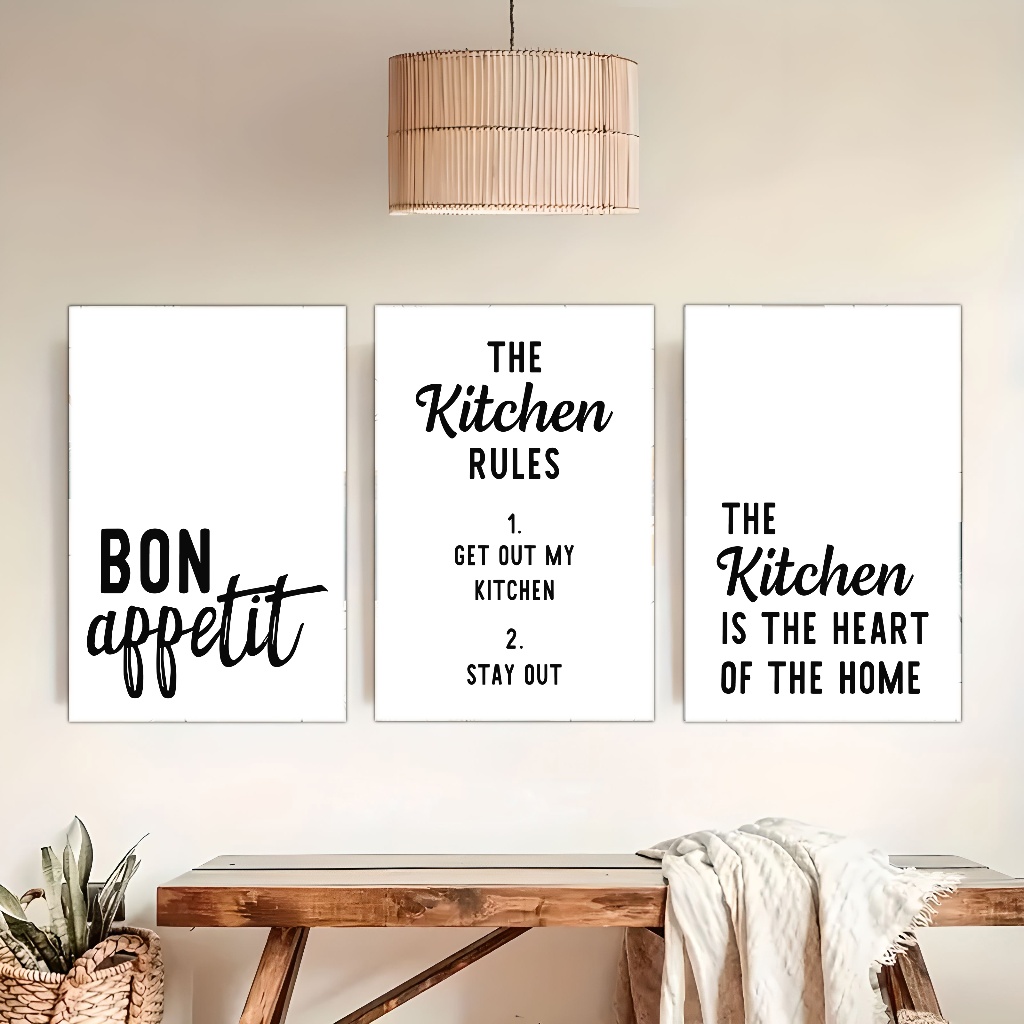 BON
appetit
THE
Kitchen
RULES
1.
GET OUT MY
KITCHEN
2.
STAY OUT
THE
Kitchen
IS THE HEART
OF THE HOME